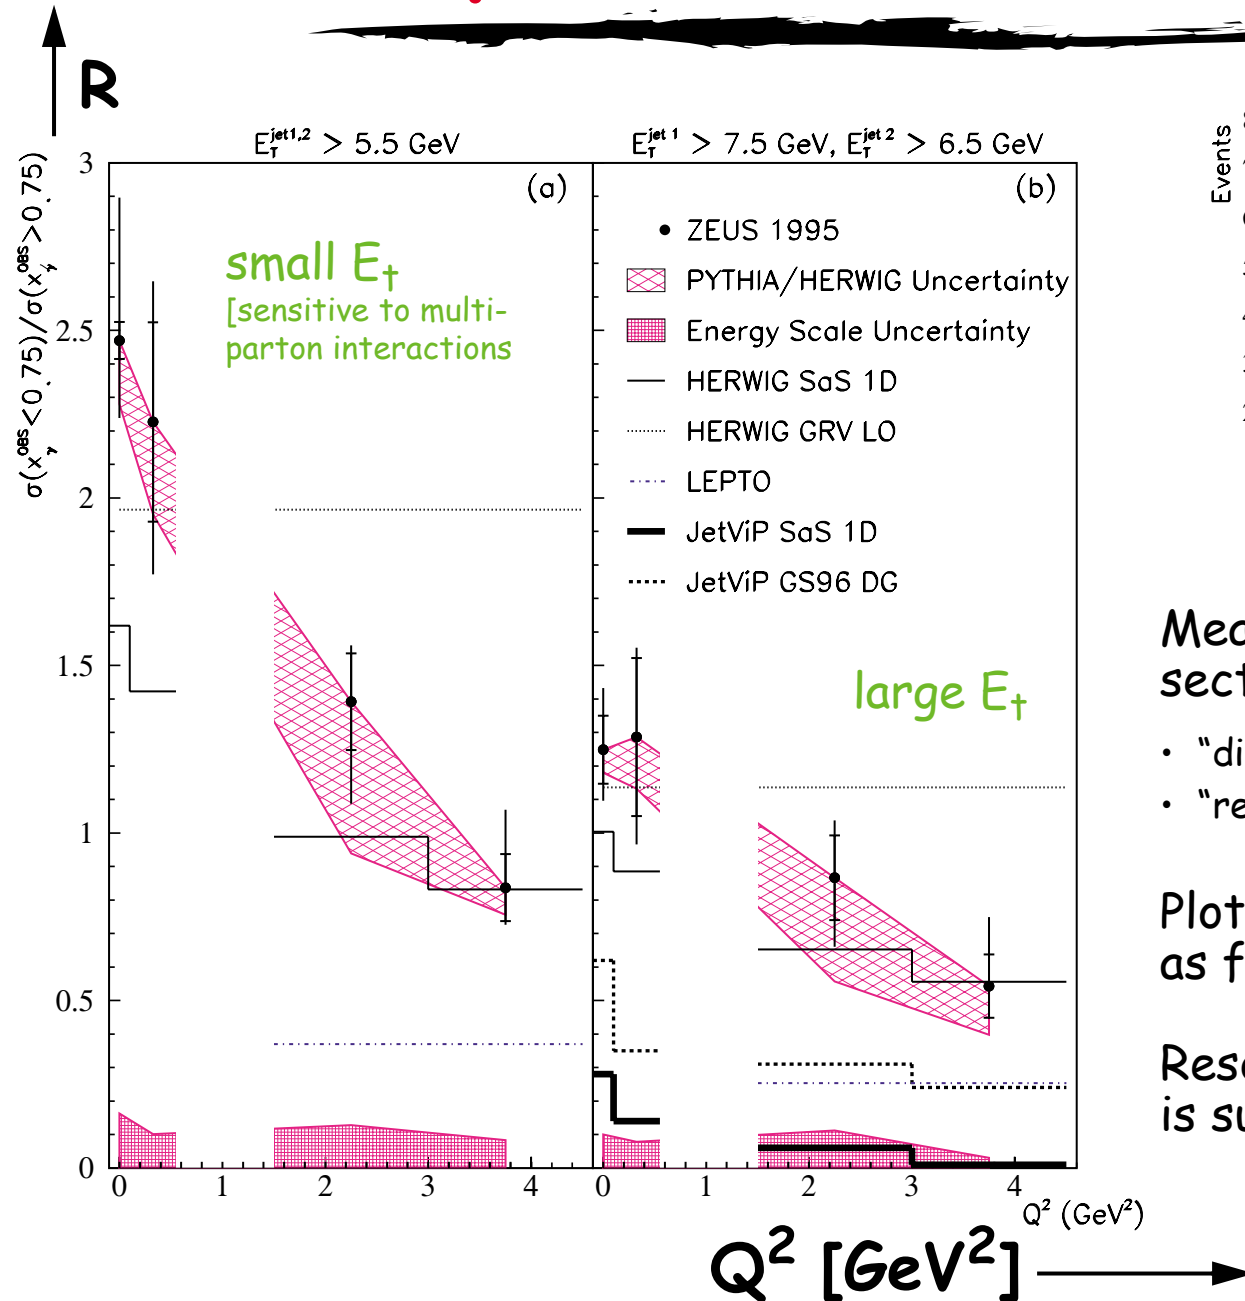 R
E_T^jet1,2 > 5.5 GeV
E_T^jet 1 > 7.5 GeV, E_T^jet 2 > 6.5 GeV
σ(x_γ^OBS<0.75)/σ(x_γ^OBS>0.75)
Events
3
2.5
2
1.5
1
0.5
0
(a)
small E_t
[sensitive to multi-
parton interactions
(b)
ZEUS 1995
PYTHIA/HERWIG Uncertainty
Energy Scale Uncertainty
HERWIG SaS 1D
HERWIG GRV LO
LEPTO
JetViP SaS 1D
JetViP GS96 DG
large E_t
0 1 2 3 4
0 1 2 3 4
Q² (GeV²)
Q² [GeV²]
sect
• “di
• “re
Plot
as f
is su